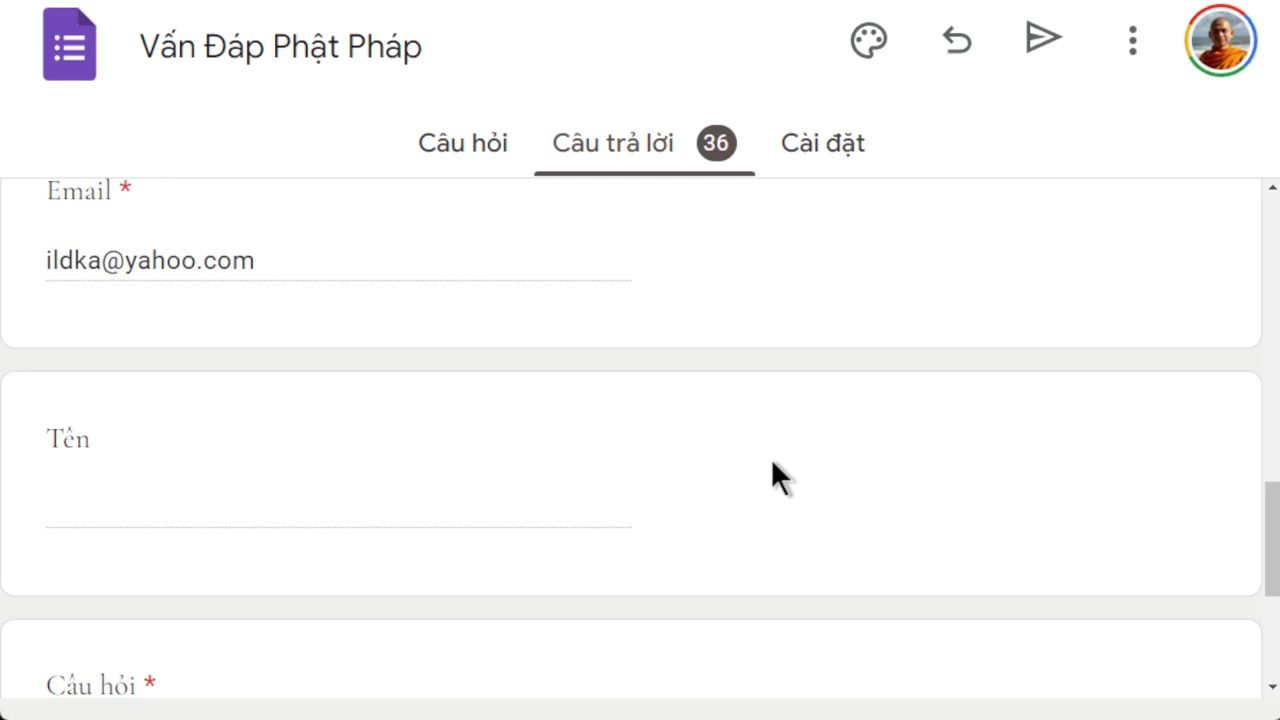 Vấn Đáp Phật Pháp
Câu hỏi Câu trả lời 36 Cài đặt
Email *
ildka@yahoo.com
Tên
Câu hỏi *